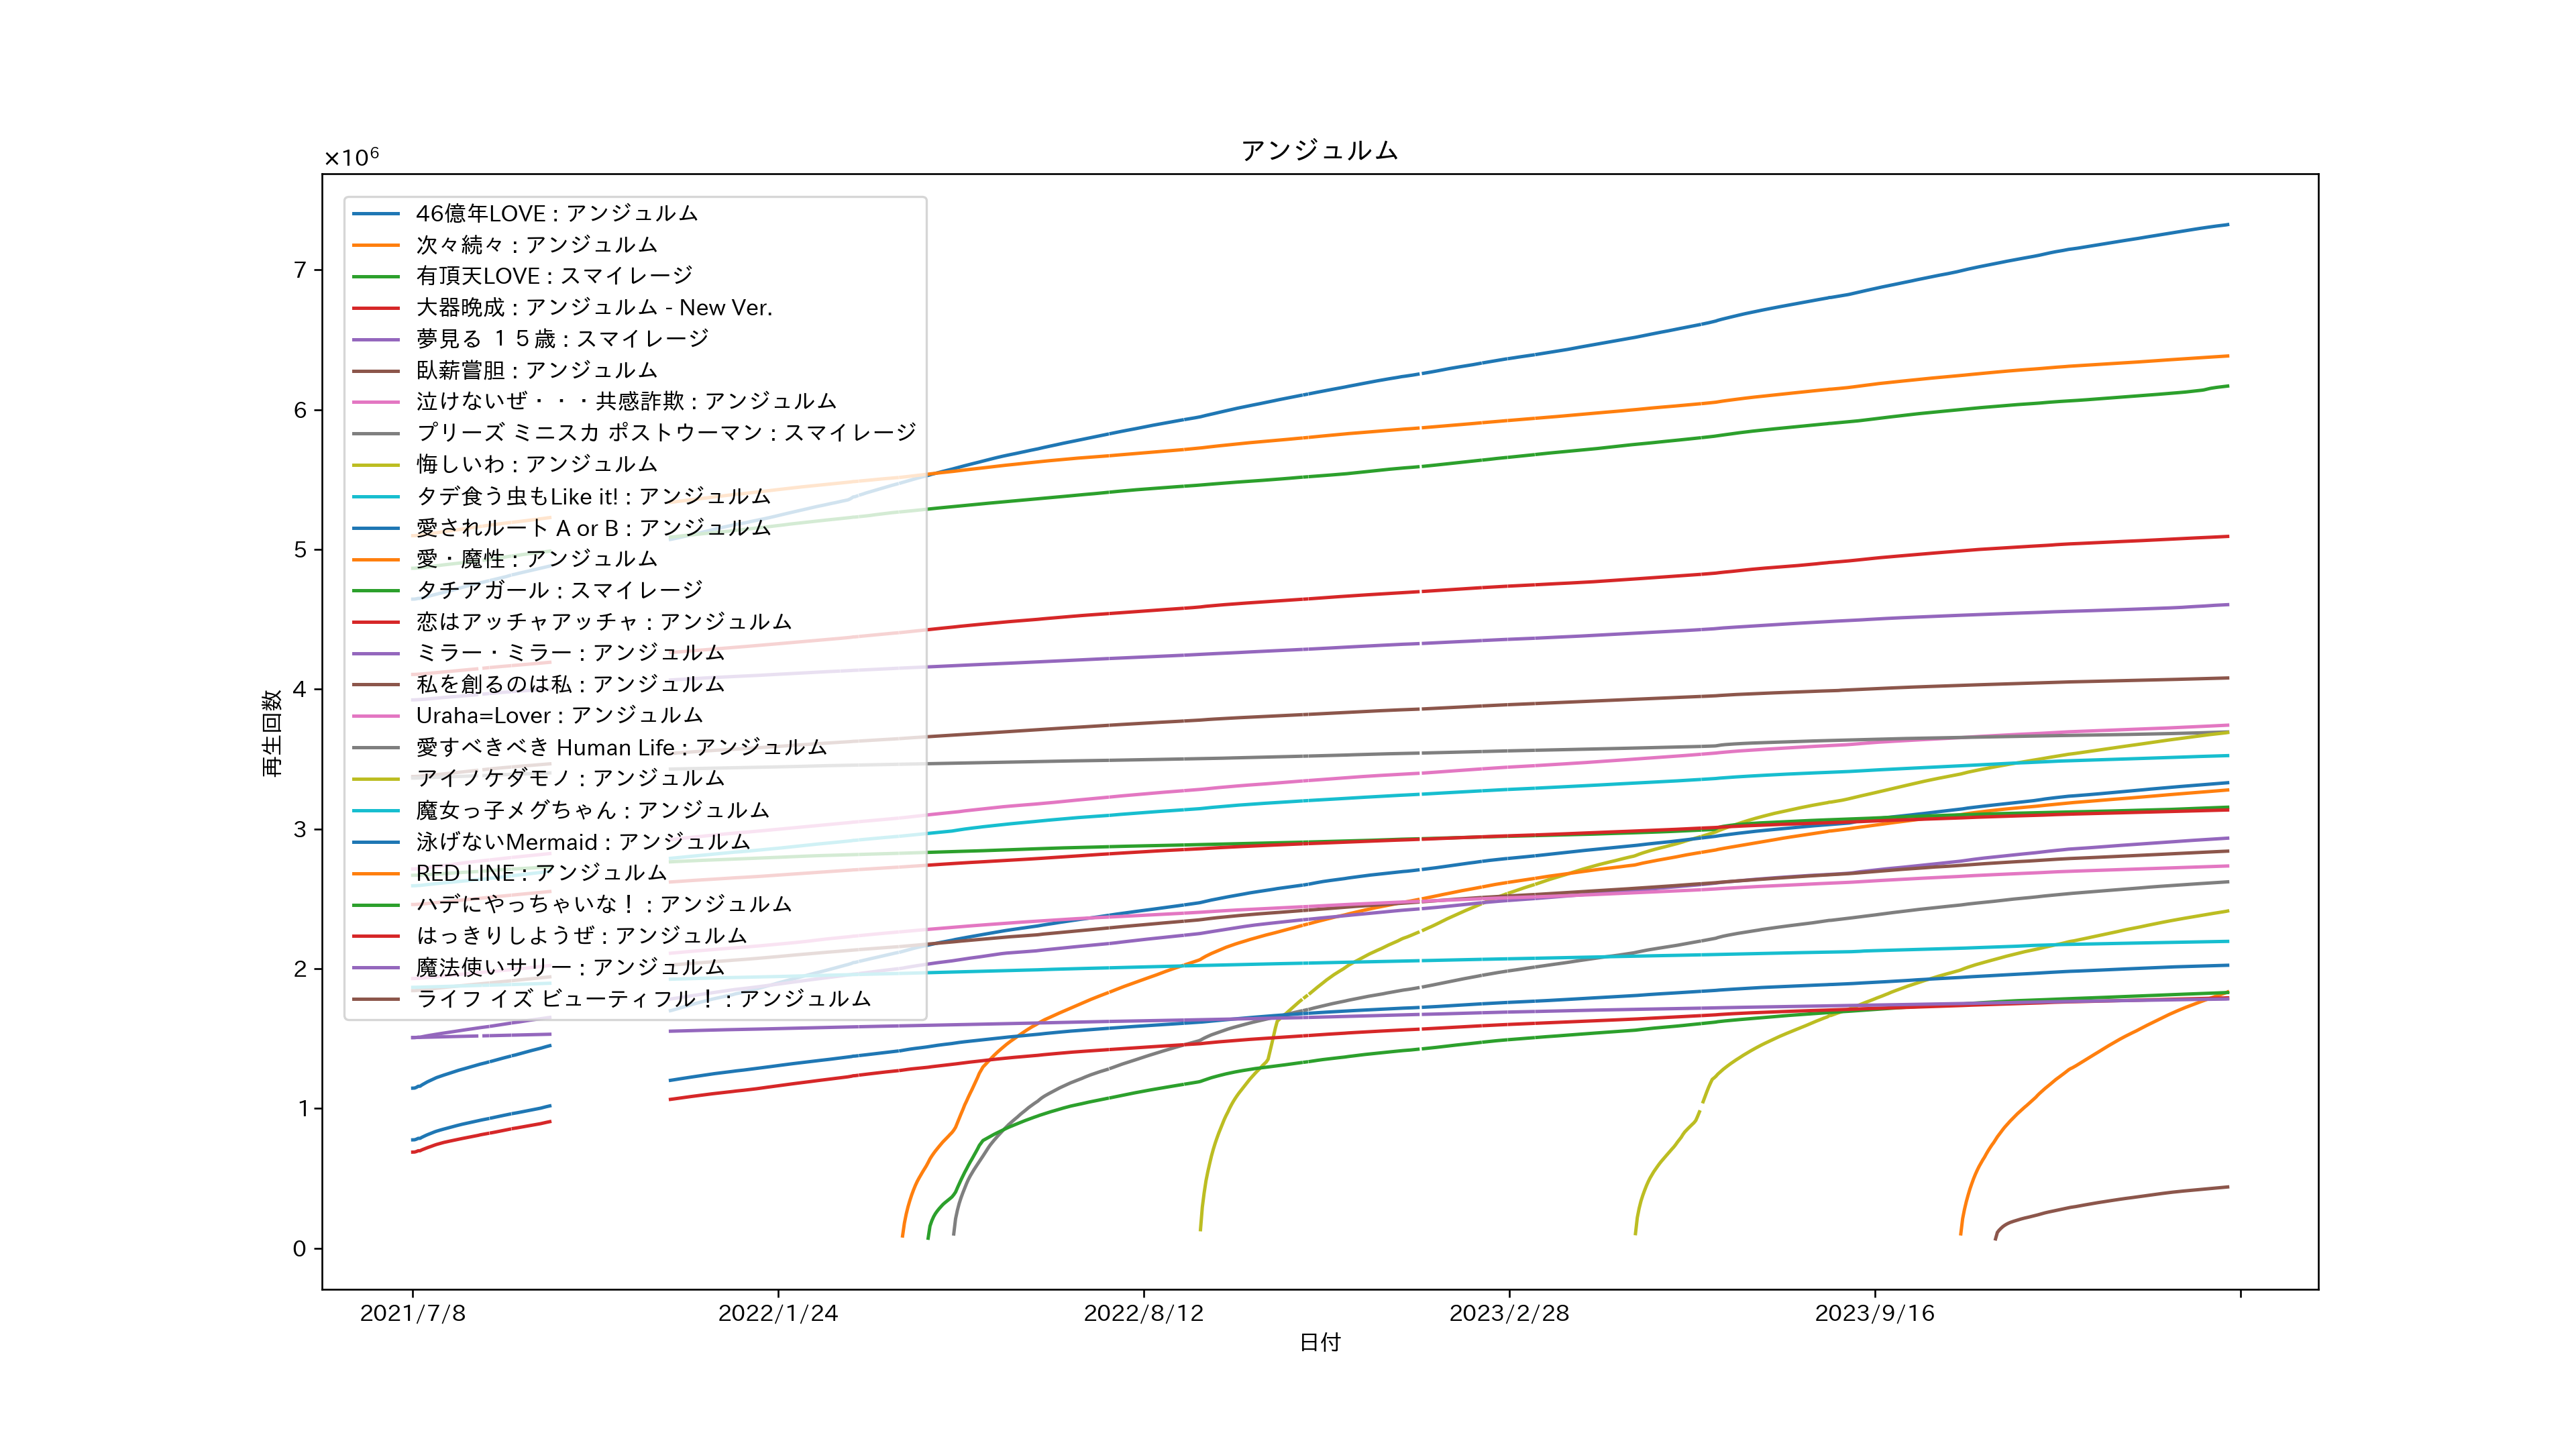 アンジュルム
×10⁶
46億年LOVE : アンジュルム
次々続々 : アンジュルム
有頂天LOVE : スマイレージ
大器晩成 : アンジュルム - New Ver.
夢見る １５歳 : スマイレージ
臥薪嘗胆 : アンジュルム
泣けないぜ・・・共感詐欺 : アンジュルム
プリーズ ミニスカ ポストウーマン : スマイレージ
悔しいわ : アンジュルム
タデ食う虫もLike it! : アンジュルム
愛されルート A or B : アンジュルム
愛・魔性 : アンジュルム
タチアガール : スマイレージ
恋はアッチャアッチャ : アンジュルム
ミラー・ミラー : アンジュルム
私を創るのは私 : アンジュルム
Uraha=Lover : アンジュルム
愛すべきべき Human Life : アンジュルム
アイノケダモノ : アンジュルム
魔女っ子メグちゃん : アンジュルム
泳げないMermaid : アンジュルム
RED LINE : アンジュルム
ハデにやっちゃいな！ : アンジュルム
はっきりしようぜ : アンジュルム
魔法使いサリー : アンジュルム
ライフ イズ ビューティフル！ : アンジュルム
7
6
5
4
3
2
1
0
再生回数
2021/7/8
2022/1/24
2022/8/12
2023/2/28
2023/9/16
日付